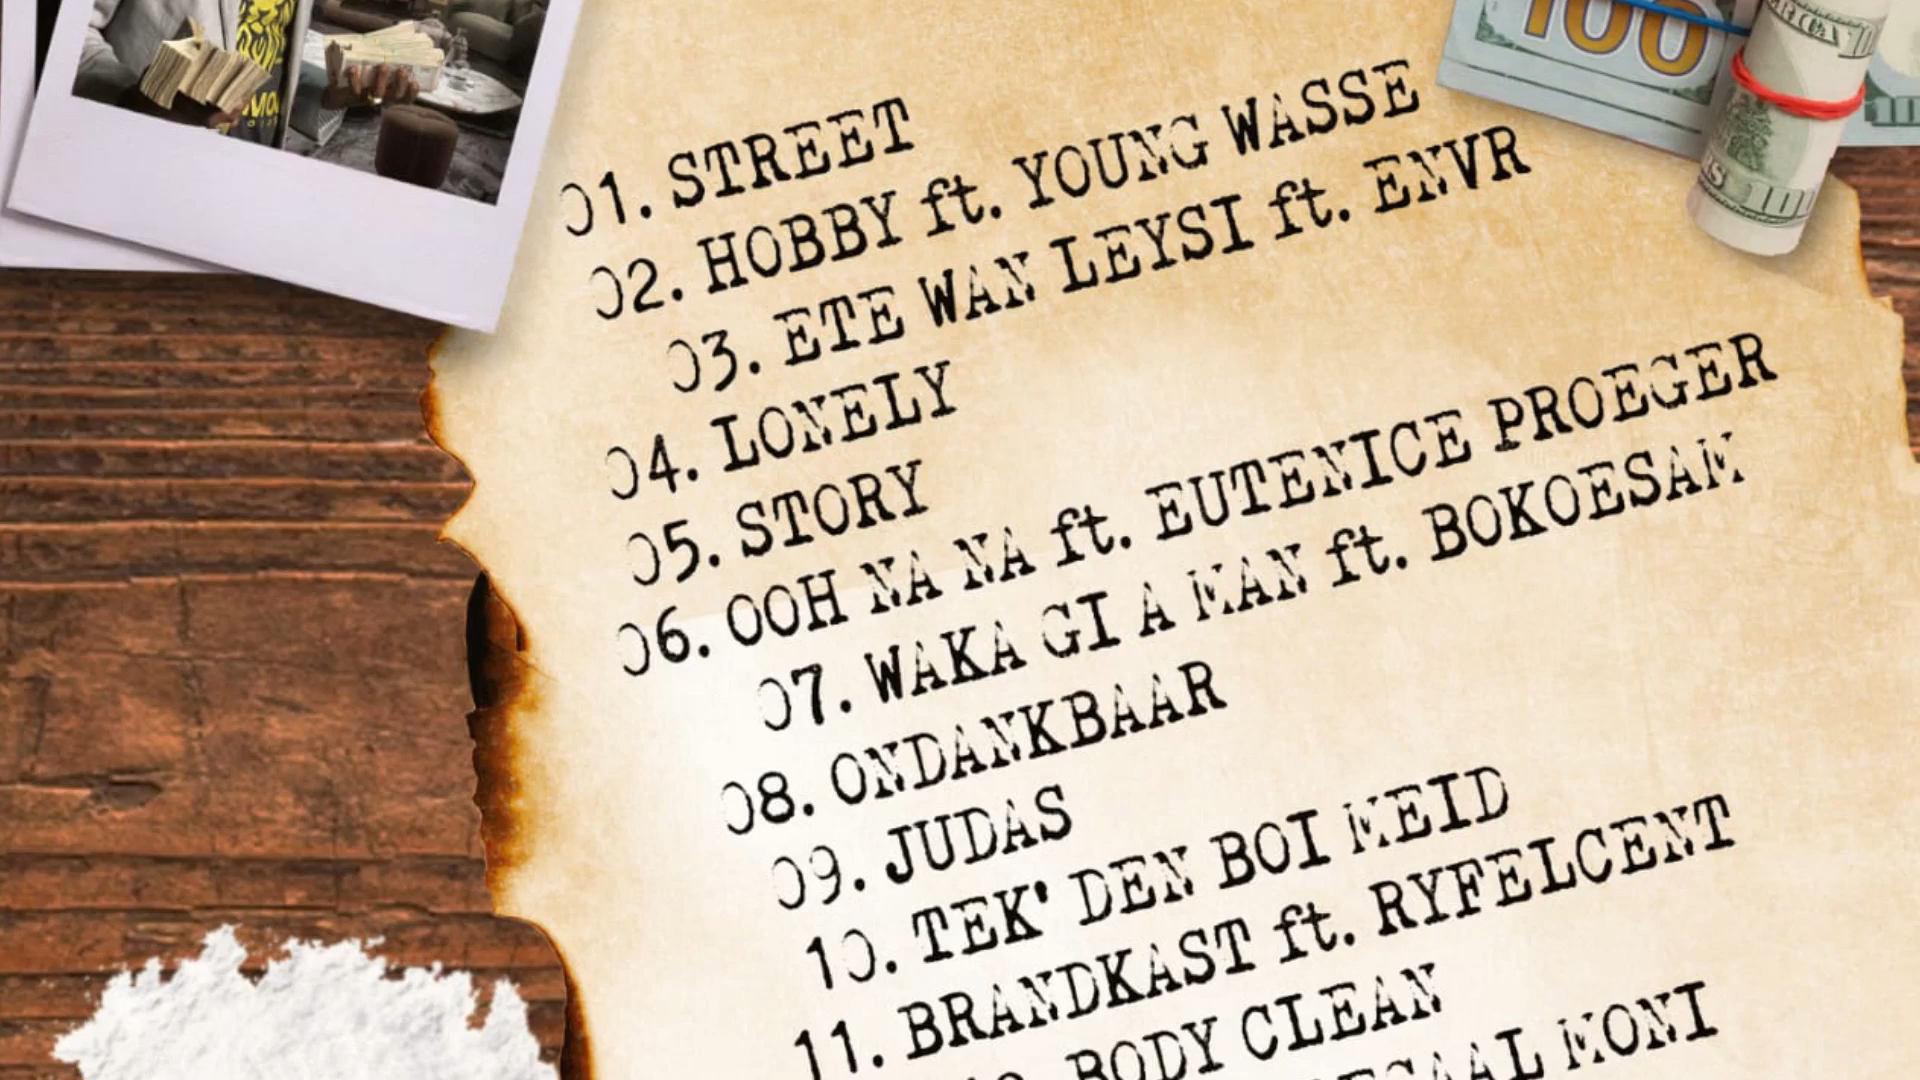 100
01. STREET
02. HOBBY ft. YOUNG WASSE
03. ETE WAN LEYSI ft. ENVR
04. LONELY
05. STORY
06. OOH NA NA ft. EUTENICE PROEGER
07. WAKA GI A MAN ft. BOKOESAM
08. ONDANKBAAR
09. JUDAS
10. TEK' DEN BOI MEID
11. BRANDKAST ft. RYFELCENT
BODY CLEAN
MONI